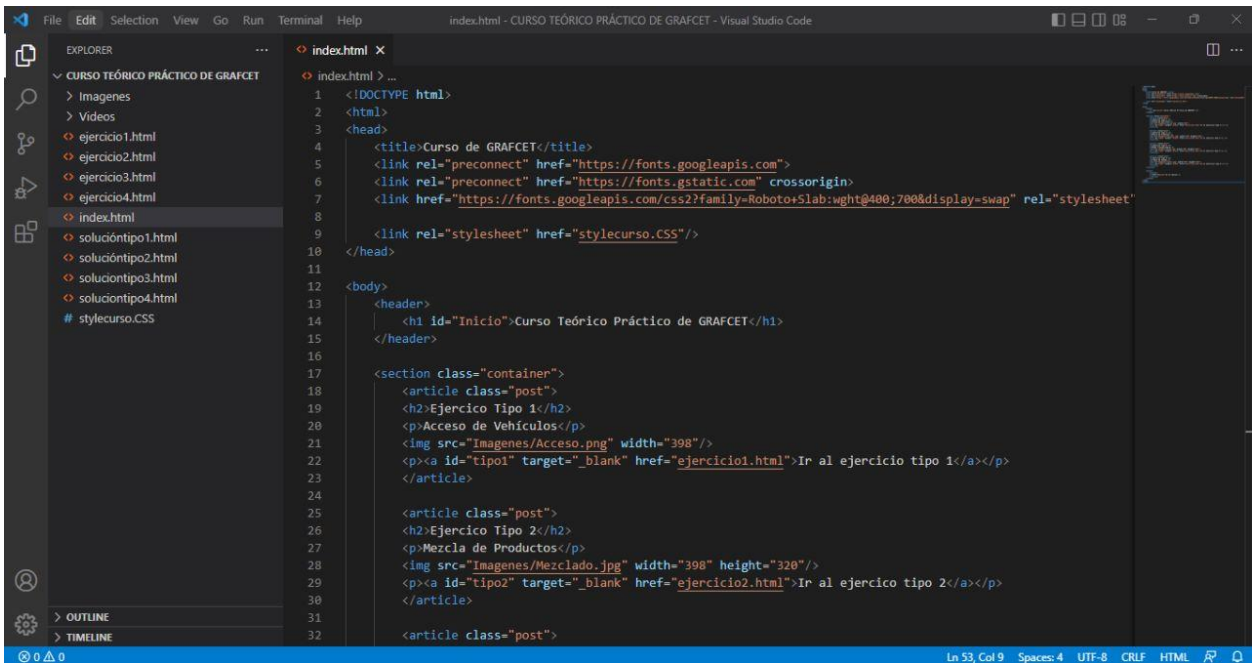 File Edit Selection View Go Run Terminal Help
index.html - CURSO TEÓRICO PRÁCTICO DE GRAFCET - Visual Studio Code
EXPLORER
CURSO TEÓRICO PRÁCTICO DE GRAFCET
> Imagenes
> Videos
<> ejercicio1.html
<> ejercicio2.html
<> ejercicio3.html
<> ejercicio4.html
<> index.html
<> solucióntipo1.html
<> solucióntipo2.html
<> soluciontipo3.html
<> soluciontipo4.html
# stylecurso.CSS
> OUTLINE
> TIMELINE
<> index.html
<> index.html > ...
1 <!DOCTYPE html>
2 <html>
3 <head>
4 <title>Curso de GRAFCET</title>
5 <link rel="preconnect" href="https://fonts.googleapis.com">
6 <link rel="preconnect" href="https://fonts.gstatic.com" crossorigin>
7 <link href="https://fonts.googleapis.com/css2?family=Roboto+Slab:wght@400;700&display=swap" rel="stylesheet"
8
9 <link rel="stylesheet" href="stylecurso.CSS"/>
10 </head>
11
12 <body>
13 <header>
14 <h1 id="Inicio">Curso Teórico Práctico de GRAFCET</h1>
15 </header>
16
17 <section class="container">
18 <article class="post">
19 <h2>Ejercico Tipo 1</h2>
20 <p>Acceso de Vehículos</p>
21 <img src="Imagenes/Acceso.png" width="398"/>
22 <p><a id="tipo1" target="_blank" href="ejercicio1.html">Ir al ejercicio tipo 1</a></p>
23 </article>
24
25 <article class="post">
26 <h2>Ejercico Tipo 2</h2>
27 <p>Mezcla de Productos</p>
28 <img src="Imagenes/Mezclado.jpg" width="398" height="320"/>
29 <p><a id="tipo2" target="_blank" href="ejercicio2.html">Ir al ejercico tipo 2</a></p>
30 </article>
31
32 <article class="post">
0 0
Ln 53, Col 9 Spaces: 4 UTF-8 CRLF HTML